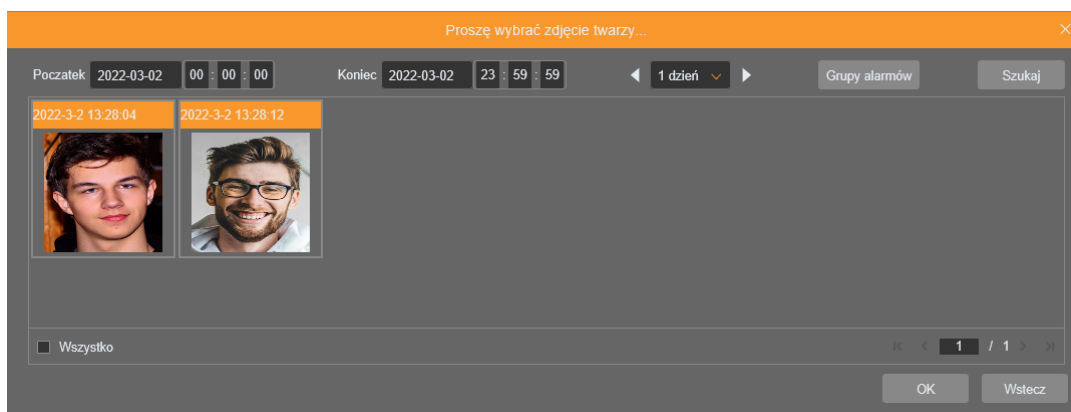 Proszę wybrać zdjęcie twarzy...
Poczatek 2022-03-02 00 : 00 : 00 Koniec 2022-03-02 23 : 59 : 59 1 dzień Grupy alarmów Szukaj
2022-3-2 13:28:04 2022-3-2 13:28:12
Wszystko 1 / 1
OK Wstecz